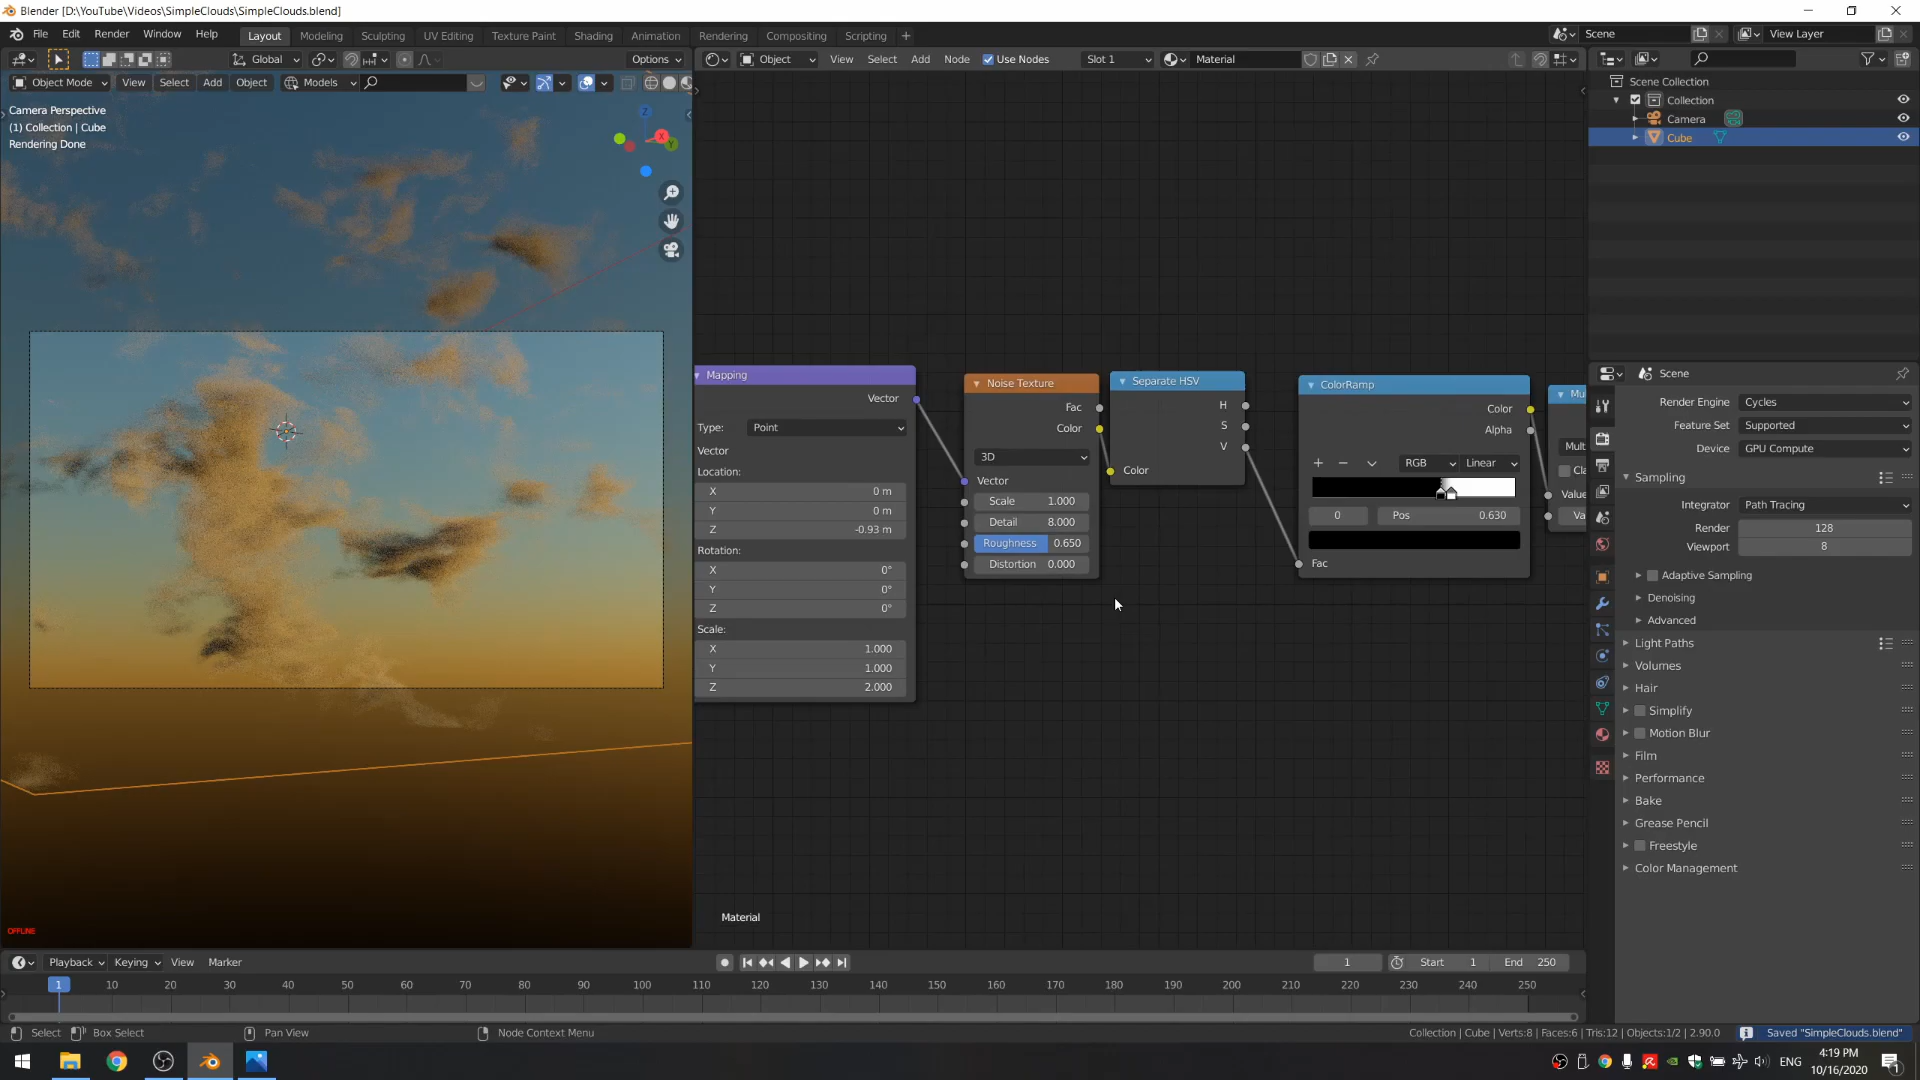 Blender [D:\YouTube\Videos\SimpleClouds\SimpleClouds.blend]
File Edit Render Window Help Layout Modeling Sculpting UV Editing Texture Paint Shading Animation Rendering Compositing Scripting + Scene View Layer
Global Options Object View Select Add Node Use Nodes Slot 1 Material
Object Mode View Select Add Object Models
Camera Perspective
(1) Collection | Cube
Rendering Done
Z
X
Y
OFFLINE
Mapping
Vector
Type: Point
Vector
Location:
X 0 m
Y 0 m
Z -0.93 m
Rotation:
X 0°
Y 0°
Z 0°
Scale:
X 1.000
Y 1.000
Z 2.000
Noise Texture
Fac
Color
3D
Vector
Scale 1.000
Detail 8.000
Roughness 0.650
Distortion 0.000
Separate HSV
H
S
V
Color
ColorRamp
Color
Alpha
+ − RGB Linear
0 Pos 0.630
Fac
Mu
Mult
Cla
Value
Va
Material
Scene Collection
Collection
Camera
Cube
Scene
Render Engine Cycles
Feature Set Supported
Device GPU Compute
Sampling
Integrator Path Tracing
Render 128
Viewport 8
Adaptive Sampling
Denoising
Advanced
Light Paths
Volumes
Hair
Simplify
Motion Blur
Film
Performance
Bake
Grease Pencil
Freestyle
Color Management
Playback Keying View Marker 1 Start 1 End 250
1 10 20 30 40 50 60 70 80 90 100 110 120 130 140 150 160 170 180 190 200 210 220 230 240 250
Select Box Select Pan View Node Context Menu Collection | Cube | Verts:8 | Faces:6 | Tris:12 | Objects:1/2 | 2.90.0 Saved "SimpleClouds.blend"
ENG
4:19 PM
10/16/2020
1